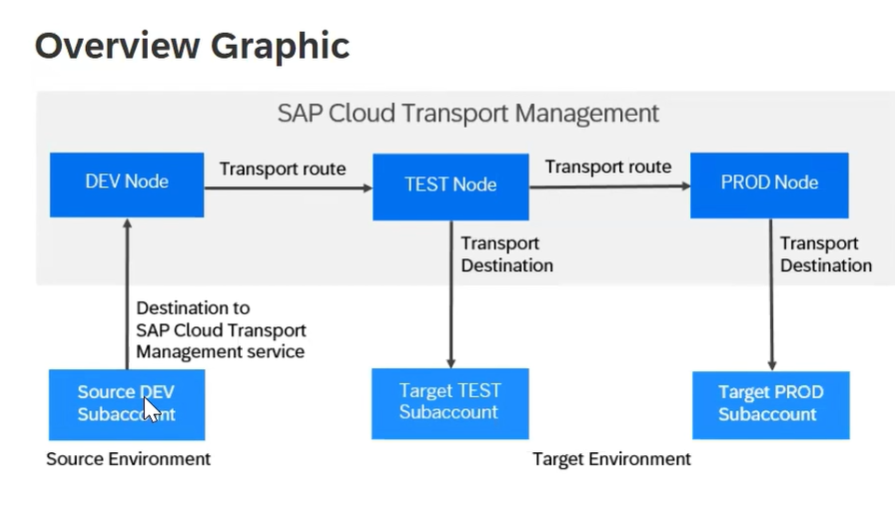 Overview Graphic
SAP Cloud Transport Management
DEV Node
Transport route
TEST Node
Transport route
PROD Node
Transport
Destination
Transport
Destination
Destination to
SAP Cloud Transport
Management service
Source DEV
Subaccount
Target TEST
Subaccount
Target PROD
Subaccount
Source Environment
Target Environment